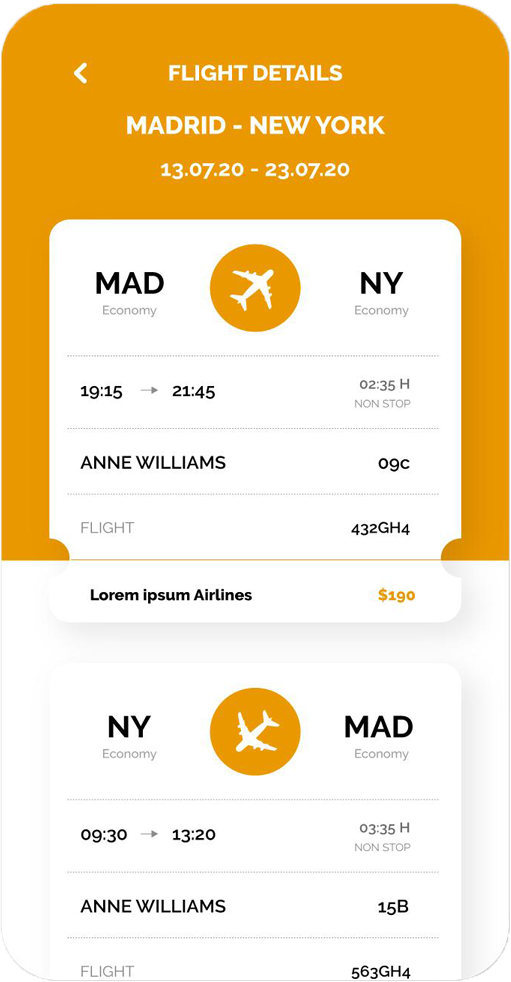 FLIGHT DETAILS
MADRID - NEW YORK
13.07.20 - 23.07.20
MAD NY
Economy Economy
19:15 21:45 02:35 H
NON STOP
ANNE WILLIAMS 09c
FLIGHT 432GH4
Lorem ipsum Airlines $190
NY MAD
Economy Economy
09:30 13:20 03:35 H
NON STOP
ANNE WILLIAMS 15B
FLIGHT 563GH4